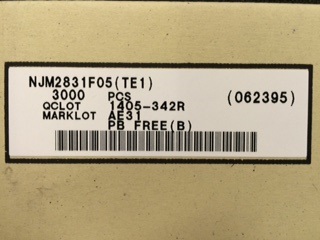 NJM2831F05(TE1)
3000 PCS (062395)
QCLOT 1405-342R
MARKLOT AE31
PB FREE(B)